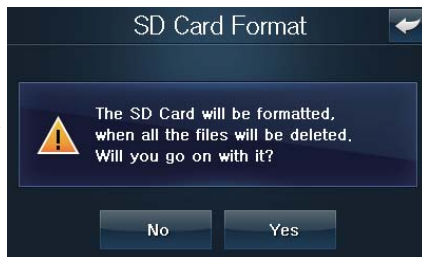 SD Card Format
The SD Card will be formatted,
when all the files will be deleted.
Will you go on with it?
No Yes